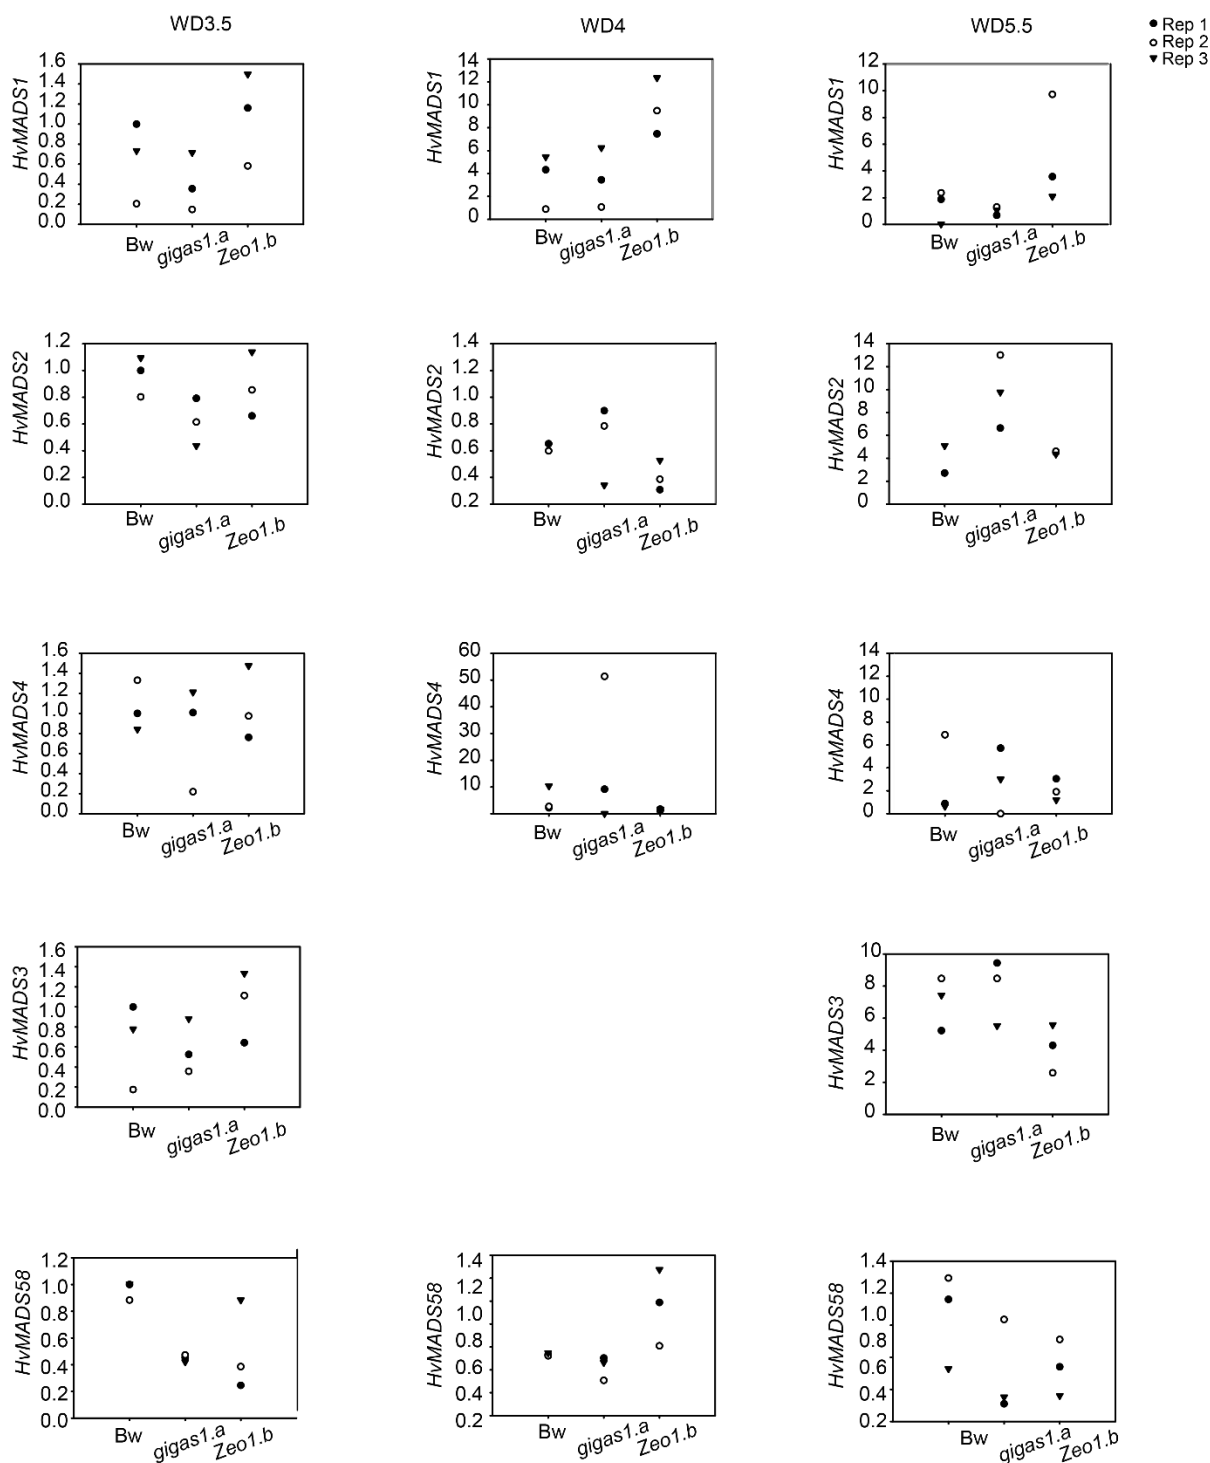 WD3.5
WD4
WD5.5
Rep 1
Rep 2
Rep 3
HvMADS1
1.6
1.4
1.2
1.0
0.8
0.6
0.4
0.2
0.0
Bw
gigas1.a
Zeo1.b
HvMADS1
14
12
10
8
6
4
2
0
Bw
gigas1.a
Zeo1.b
HvMADS1
12
10
8
6
4
2
0
Bw
gigas1.a
Zeo1.b
HvMADS2
1.2
1.0
0.8
0.6
0.4
0.2
0.0
Bw
gigas1.a
Zeo1.b
HvMADS2
1.4
1.2
1.0
0.8
0.6
0.4
0.2
Bw
gigas1.a
Zeo1.b
HvMADS2
14
12
10
8
6
4
2
0
Bw
gigas1.a
Zeo1.b
HvMADS4
1.6
1.4
1.2
1.0
0.8
0.6
0.4
0.2
0.0
Bw
gigas1.a
Zeo1.b
HvMADS4
60
50
40
30
20
10
Bw
gigas1.a
Zeo1.b
HvMADS4
14
12
10
8
6
4
2
0
Bw
gigas1.a
Zeo1.b
HvMADS3
1.6
1.4
1.2
1.0
0.8
0.6
0.4
0.2
0.0
Bw
gigas1.a
Zeo1.b
HvMADS3
10
8
6
4
2
0
Bw
gigas1.a
Zeo1.b
HvMADS58
1.2
1.0
0.8
0.6
0.4
0.2
0.0
Bw
gigas1.a
Zeo1.b
HvMADS58
1.4
1.2
1.0
0.8
0.6
0.4
0.2
Bw
gigas1.a
Zeo1.b
HvMADS58
1.4
1.2
1.0
0.8
0.6
0.4
0.2
Bw
gigas1.a
Zeo1.b